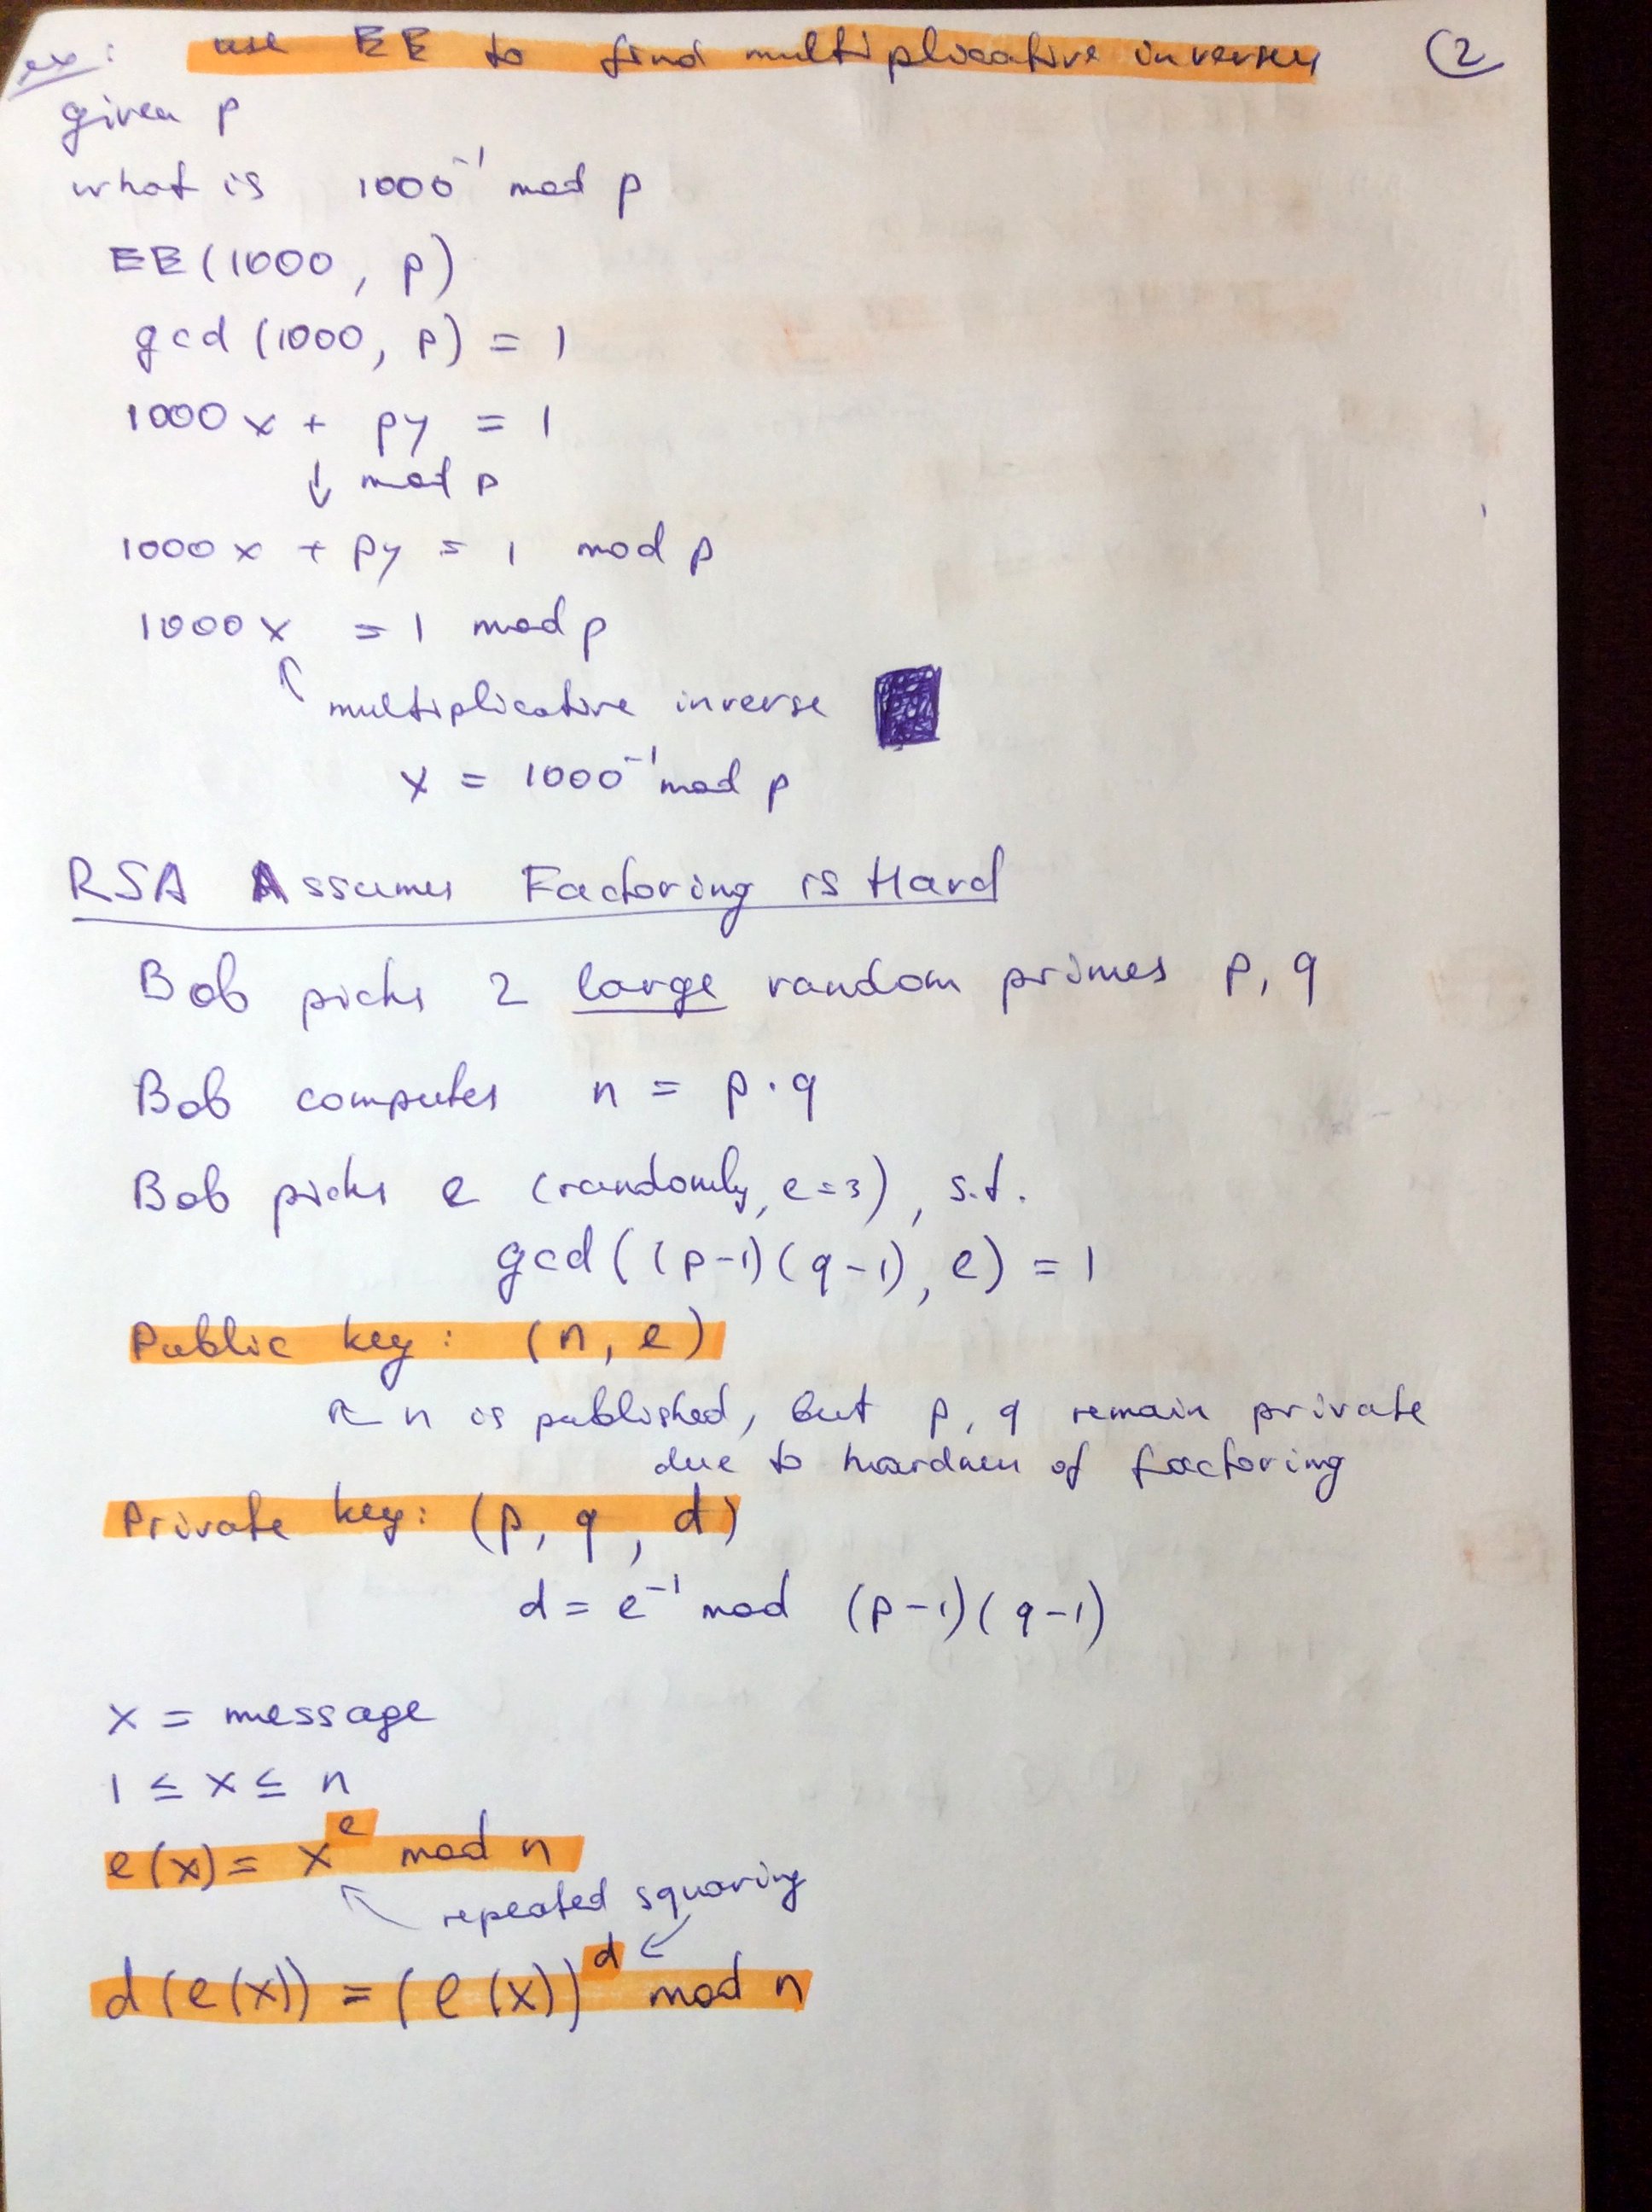 ex: use EE to find multiplicative inverses (2
given p
what is 1000⁻¹ mod p
EE(1000, p)
gcd (1000, p) = 1
1000x + py = 1
↓ mod p
1000x + py = 1 mod p
1000x = 1 mod p
multiplicative inverse
x = 1000⁻¹ mod p
RSA Assumes Factoring is Hard
Bob picks 2 large random primes p, q
Bob computes n = p · q
Bob picks e (randomly, e=3), s.t.
gcd((p-1)(q-1), e) = 1
Public key: (n, e)
n is published, but p, q remain private
due to hardness of factoring
Private key: (p, q, d)
d = e⁻¹ mod (p-1)(q-1)
x = message
1 ≤ x ≤ n
e(x) = xᵉ mod n
repeated squaring
d(e(x)) = (e(x))ᵈ mod n